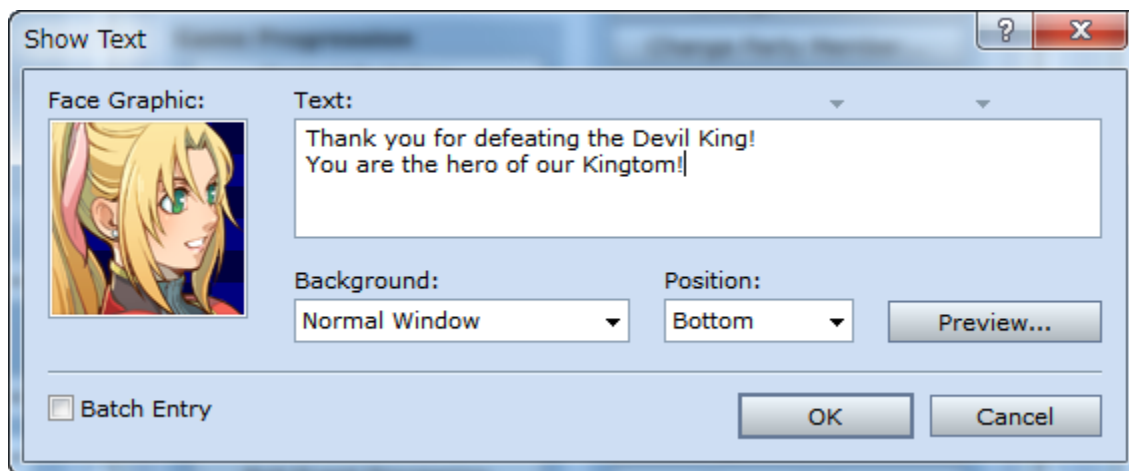 Show Text
Face Graphic:
Text:
Thank you for defeating the Devil King!
You are the hero of our Kingtom!
Background:
Position:
Normal Window
Bottom
Preview...
Batch Entry
OK
Cancel